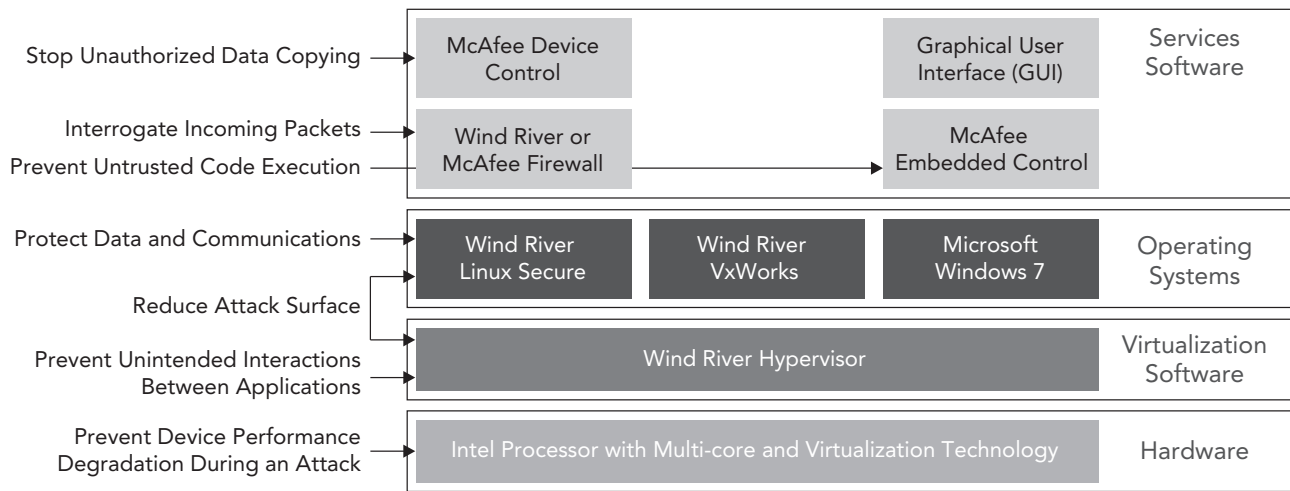 Stop Unauthorized Data Copying
McAfee Device
Control
Graphical User
Interface (GUI)
Services
Software
Interrogate Incoming Packets
Prevent Untrusted Code Execution
Wind River or
McAfee Firewall
McAfee
Embedded Control
Protect Data and Communications
Wind River
Linux Secure
Wind River
VxWorks
Microsoft
Windows 7
Operating
Systems
Reduce Attack Surface
Prevent Unintended Interactions
Between Applications
Wind River Hypervisor
Virtualization
Software
Prevent Device Performance
Degradation During an Attack
Intel Processor with Multi-core and Virtualization Technology
Hardware